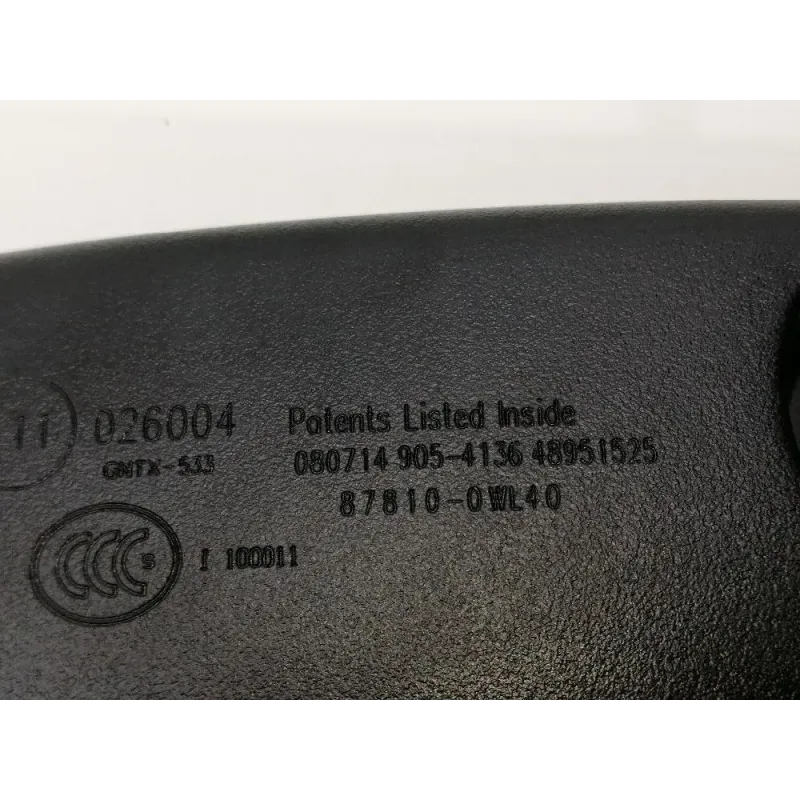 11 026004
GNTX-533
CCC S I 100011
Patents Listed Inside
080714 905-4136 48951525
87810-0WL40